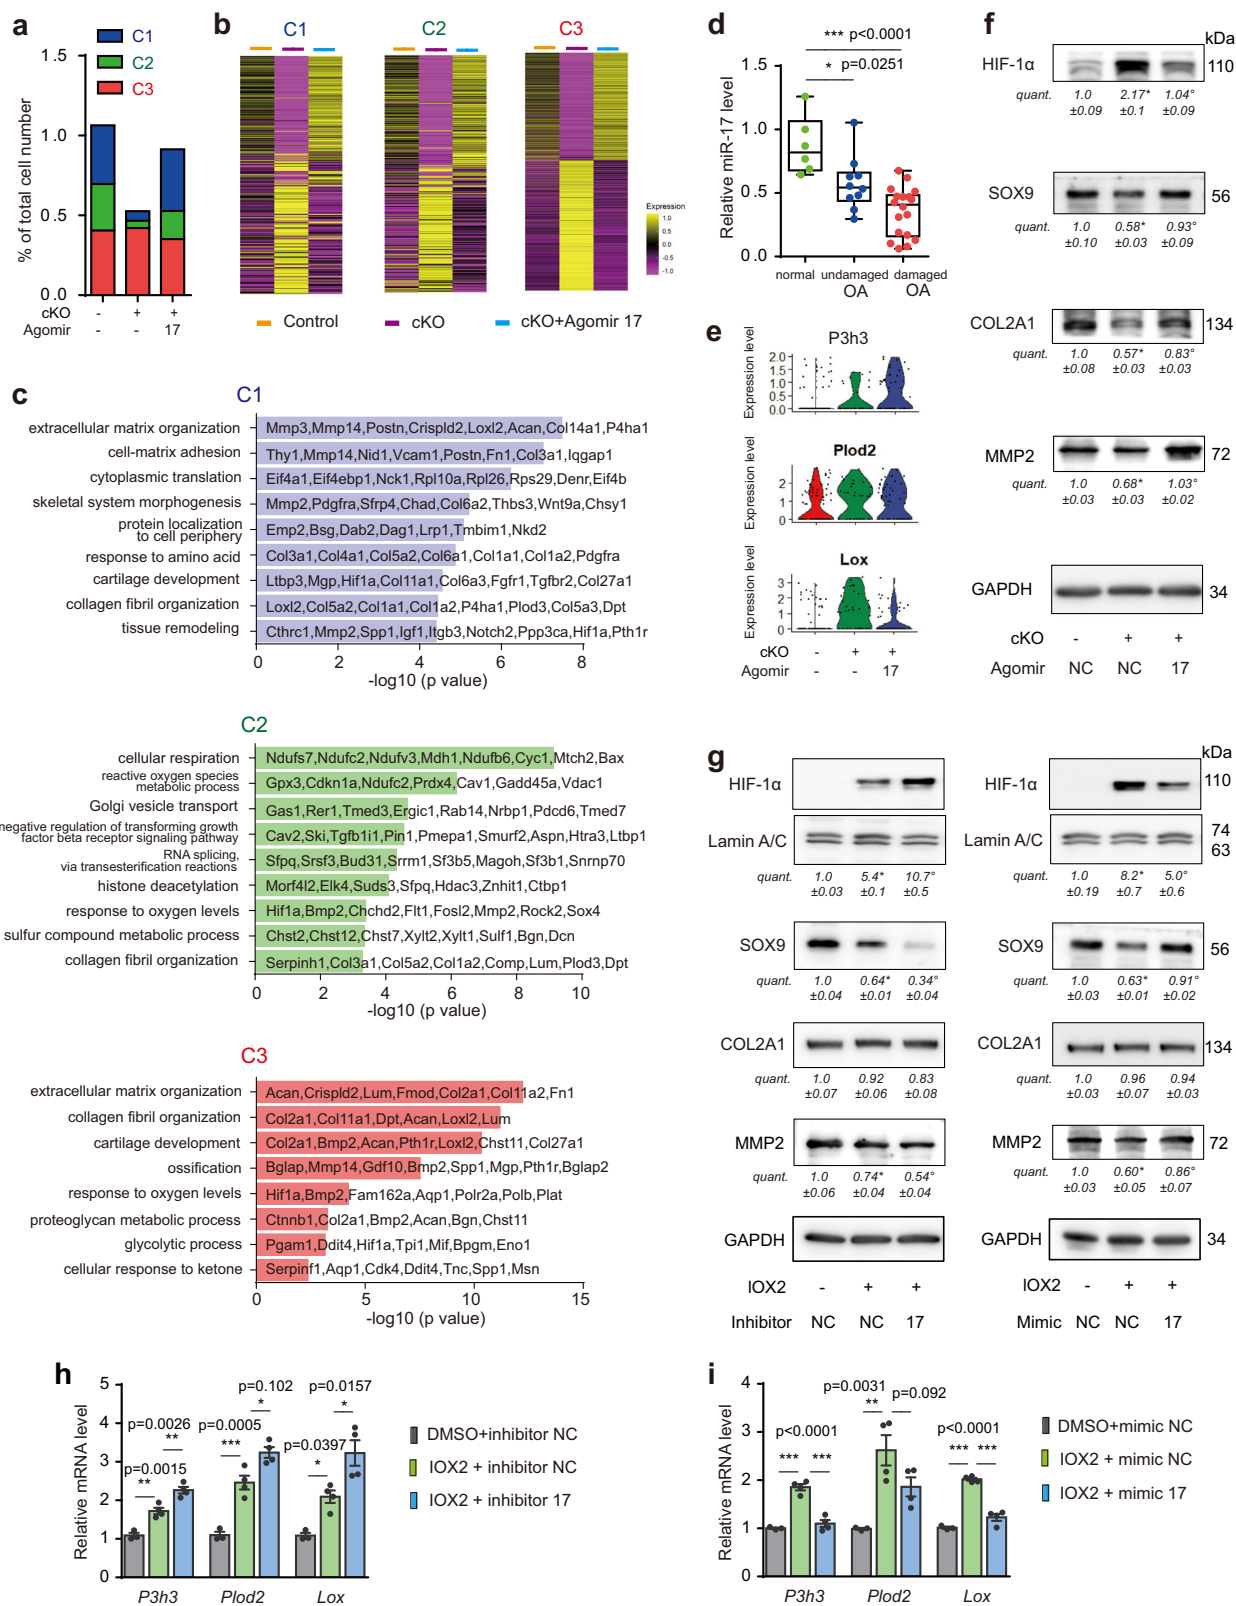 a
C1
C2
C3
1.5
1.0
0.5
0.0
% of total cell number
cKO - + +
Agomir - - 17
b
C1 C2 C3
Expression
1.0
0.5
0.0
-0.5
-1.0
Control cKO cKO+Agomir 17
c
C1
extracellular matrix organization Mmp3,Mmp14,Postn,Crispld2,Loxl2,Acan,Col14a1,P4ha1
cell-matrix adhesion Thy1,Mmp14,Nid1,Vcam1,Postn,Fn1,Col3a1,Iqgap1
cytoplasmic translation Eif4a1,Eif4ebp1,Nck1,Rpl10a,Rpl26,Rps29,Denr,Eif4b
skeletal system morphogenesis Mmp2,Pdgfra,Sfrp4,Chad,Col6a2,Thbs3,Wnt9a,Chsy1
protein localization
to cell periphery Emp2,Bsg,Dab2,Dag1,Lrp1,Tmbim1,Nkd2
response to amino acid Col3a1,Col4a1,Col5a2,Col6a1,Col1a1,Col1a2,Pdgfra
cartilage development Ltbp3,Mgp,Hif1a,Col11a1,Col6a3,Fgfr1,Tgfbr2,Col27a1
collagen fibril organization Loxl2,Col5a2,Col1a1,Col1a2,P4ha1,Plod3,Col5a3,Dpt
tissue remodeling Cthrc1,Mmp2,Spp1,Igf1,Itgb3,Notch2,Ppp3ca,Hif1a,Pth1r
0 2 4 6 8
-log10 (p value)
C2
cellular respiration Ndufs7,Ndufc2,Ndufv3,Mdh1,Ndufb6,Cyc1,Mtch2,Bax
reactive oxygen species
metabolic process Gpx3,Cdkn1a,Ndufc2,Prdx4,Cav1,Gadd45a,Vdac1
Golgi vesicle transport Gas1,Rer1,Tmed3,Ergic1,Rab14,Nrbp1,Pdcd6,Tmed7
negative regulation of transforming growth
factor beta receptor signaling pathway Cav2,Ski,Tgfb1i1,Pin1,Pmepa1,Smurf2,Aspn,Htra3,Ltbp1
RNA splicing,
via transesterification reactions Sfpq,Srsf3,Bud31,Srrm1,Sf3b5,Magoh,Sf3b1,Snrnp70
histone deacetylation Morf4l2,Elk4,Suds3,Sfpq,Hdac3,Znhit1,Ctbp1
response to oxygen levels Hif1a,Bmp2,Chchd2,Flt1,Fosl2,Mmp2,Rock2,Sox4
sulfur compound metabolic process Chst2,Chst12,Chst7,Xylt2,Xylt1,Sulf1,Bgn,Dcn
collagen fibril organization Serpinh1,Col3a1,Col5a2,Col1a2,Comp,Lum,Plod3,Dpt
0 2 4 6 8 10
-log10 (p value)
C3
extracellular matrix organization Acan,Crispld2,Lum,Fmod,Col2a1,Col11a2,Fn1
collagen fibril organization Col2a1,Col11a1,Dpt,Acan,Loxl2,Lum
cartilage development Col2a1,Bmp2,Acan,Pth1r,Loxl2,Chst11,Col27a1
ossification Bglap,Mmp14,Gdf10,Bmp2,Spp1,Mgp,Pth1r,Bglap2
response to oxygen levels Hif1a,Bmp2,Fam162a,Aqp1,Polr2a,Polb,Plat
proteoglycan metabolic process Ctnnb1,Col2a1,Bmp2,Acan,Bgn,Chst11
glycolytic process Pgam1,Ddit4,Hif1a,Tpi1,Mif,Bpgm,Eno1
cellular response to ketone Serpinf1,Aqp1,Cdk4,Ddit4,Tnc,Spp1,Msn
0 5 10 15
-log10 (p value)
d
*** p<0.0001
* p=0.0251
1.5
1.0
0.5
0.0
Relative miR-17 level
normal undamaged damaged
OA OA
e
P3h3
Expression level
2.0
1.5
1.0
0.5
0.0
Plod2
Expression level
2
1
0
Lox
Expression level
3
2
1
0
cKO - + +
Agomir - - 17
f
kDa
HIF-1α 110
quant. 1.0 2.17* 1.04°
±0.09 ±0.1 ±0.09
SOX9 56
quant. 1.0 0.58* 0.93°
±0.10 ±0.03 ±0.09
COL2A1 134
quant. 1.0 0.57* 0.83°
±0.08 ±0.03 ±0.03
MMP2 72
quant. 1.0 0.68* 1.03°
±0.03 ±0.03 ±0.02
GAPDH 34
cKO - + +
Agomir NC NC 17
g
kDa
HIF-1α HIF-1α 110
Lamin A/C Lamin A/C 74
63
quant. 1.0 5.4* 10.7° quant. 1.0 8.2* 5.0°
±0.03 ±0.1 ±0.5 ±0.19 ±0.7 ±0.6
SOX9 SOX9 56
quant. 1.0 0.64* 0.34° quant. 1.0 0.63* 0.91°
±0.04 ±0.01 ±0.04 ±0.03 ±0.01 ±0.02
COL2A1 COL2A1 134
quant. 1.0 0.92 0.83 quant. 1.0 0.96 0.94
±0.07 ±0.06 ±0.08 ±0.03 ±0.07 ±0.03
MMP2 MMP2 72
quant. 1.0 0.74* 0.54° quant. 1.0 0.60* 0.86°
±0.06 ±0.04 ±0.04 ±0.03 ±0.05 ±0.07
GAPDH GAPDH 34
IOX2 - + + IOX2 - + +
Inhibitor NC NC 17 Mimic NC NC 17
h
5
4
3
2
1
0
Relative mRNA level
p=0.0015
**
p=0.0026
**
p=0.0005
***
p=0.102
*
p=0.0397
*
p=0.0157
*
P3h3 Plod2 Lox
DMSO+inhibitor NC
IOX2 + inhibitor NC
IOX2 + inhibitor 17
i
4
3
2
1
0
Relative mRNA level
p<0.0001
*** ***
p=0.0031
**
p=0.092
p<0.0001
*** ***
P3h3 Plod2 Lox
DMSO+mimic NC
IOX2 + mimic NC
IOX2 + mimic 17